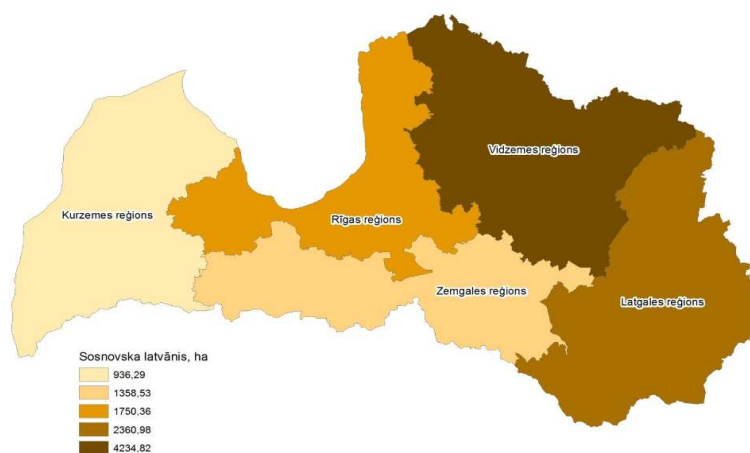 Vidzemes reģions
Kurzemes reģions
Rīgas reģions
Zemgales reģions
Latgales reģions
Sosnovska latvānis, ha
936,29
1358,53
1750,36
2360,98
4234,82